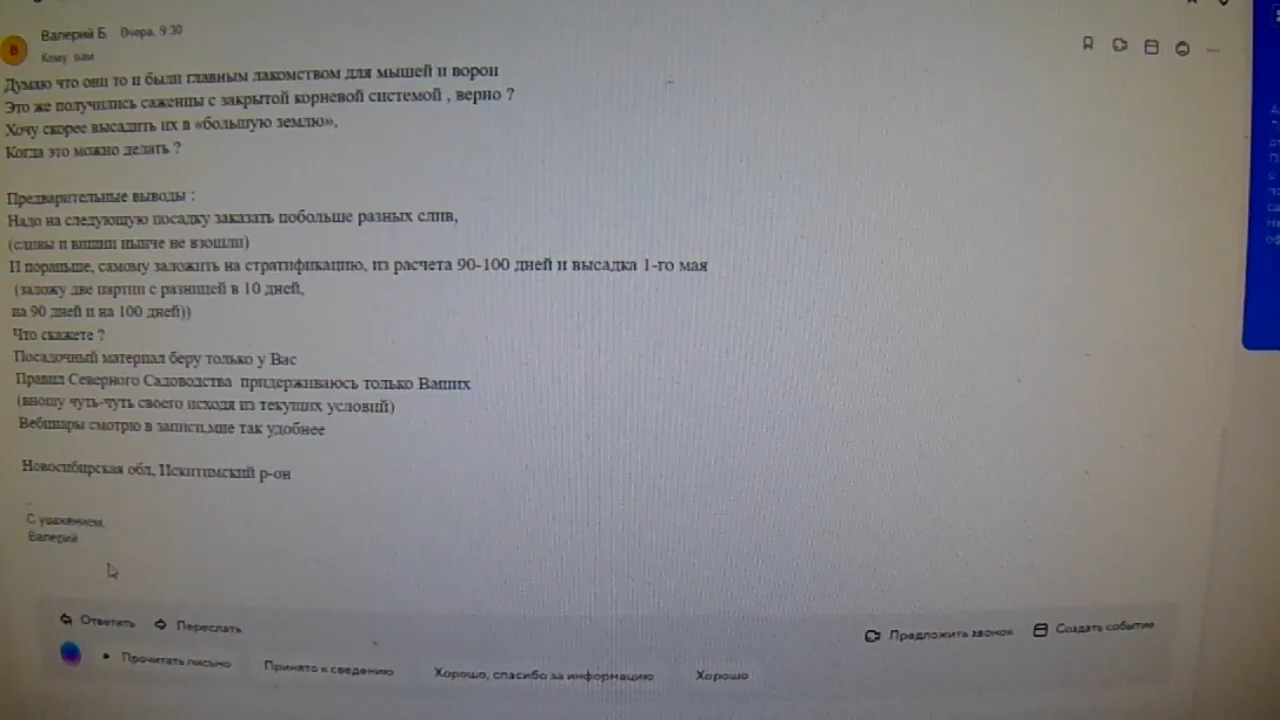 В
Валерий Б Вчера, 9:30
Кому: вам
Думаю что они то и были главным лакомством для мышей и ворон
Это же получились саженцы с закрытой корневой системой , верно ?
Хочу скорее высадить их в «большую землю»,
Когда это можно делать ?
Предварительные выводы :
Надо на следующую посадку заказать побольше разных слив,
(сливы и вишни нынче не взошли)
И пораньше, самому заложить на стратификацию, из расчета 90-100 дней и высадка 1-го мая
(заложу две партии с разницей в 10 дней,
на 90 дней и на 100 дней))
Что скажете ?
Посадочный материал беру только у Вас
Правил Северного Садоводства придерживаюсь только Ваших
(вношу чуть-чуть своего исходя из текущих условий)
Вебинары смотрю в записи,мне так удобнее
Новосибирская обл, Искитимский р-он
--
С уважением,
Валерий
Ответить Переслать Предложить звонок Создать событие
Прочитать письмо Принято к сведению Хорошо, спасибо за информацию Хорошо